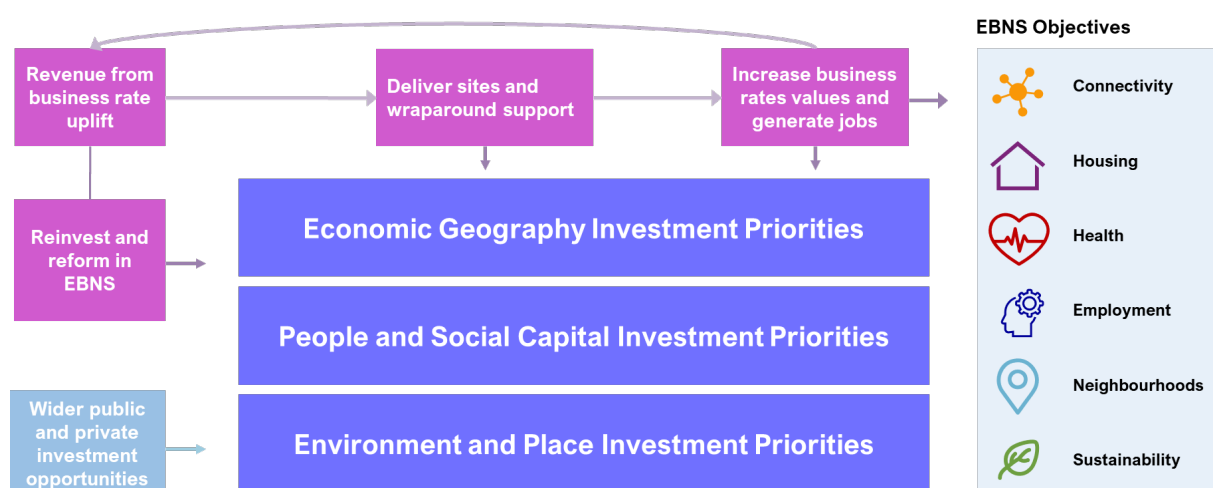 EBNS Objectives
Revenue from
business rate
uplift
Deliver sites and
wraparound support
Increase business
rates values and
generate jobs
Connectivity
Housing
Reinvest and
reform in
EBNS
Economic Geography Investment Priorities
Health
People and Social Capital Investment Priorities
Employment
Neighbourhoods
Wider public
and private
investment
opportunities
Environment and Place Investment Priorities
Sustainability